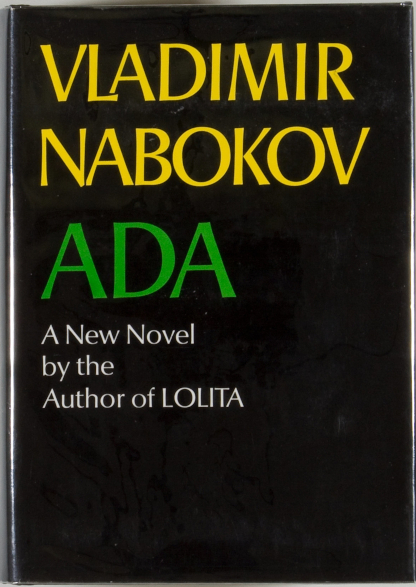 VLADIMIR
NABOKOV
ADA
A New Novel
by the
Author of LOLITA